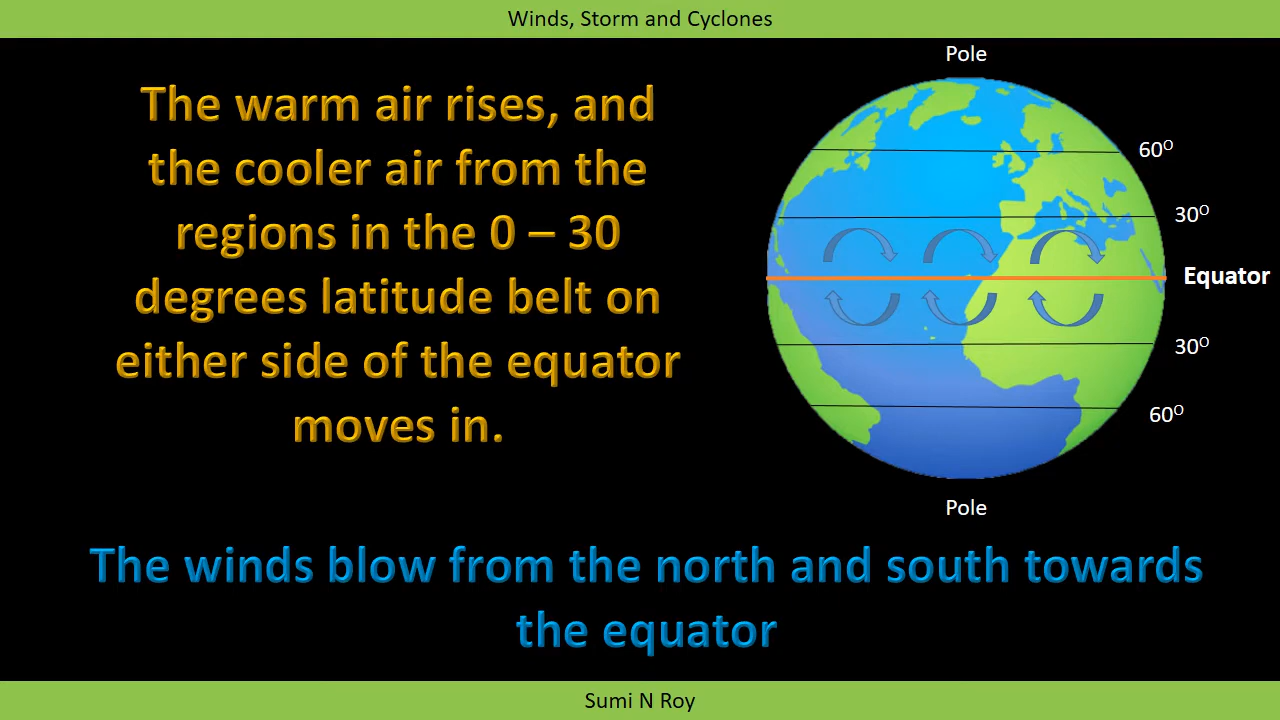 Winds, Storm and Cyclones
The warm air rises, and
the cooler air from the
regions in the 0 – 30
degrees latitude belt on
either side of the equator
moves in.
Pole
60O
30O
Equator
30O
60O
Pole
The winds blow from the north and south towards
the equator
Sumi N Roy